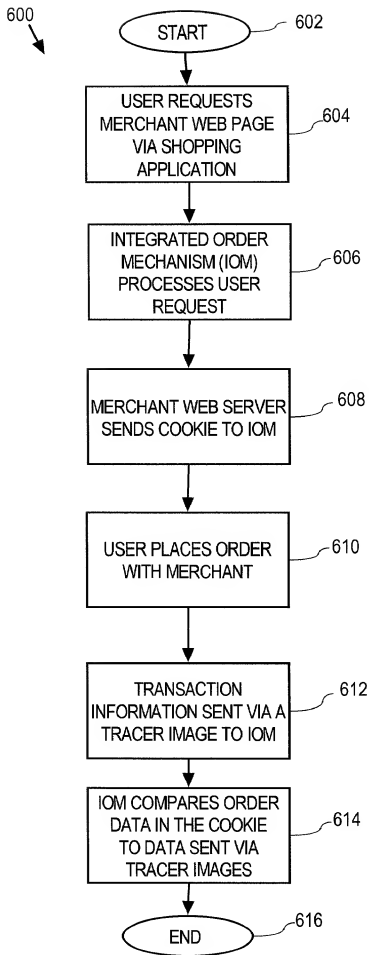 600
START
602
USER REQUESTS
MERCHANT WEB PAGE
VIA SHOPPING
APPLICATION
604
INTEGRATED ORDER
MECHANISM (IOM)
PROCESSES USER
REQUEST
606
MERCHANT WEB SERVER
SENDS COOKIE TO IOM
608
USER PLACES ORDER
WITH MERCHANT
610
TRANSACTION
INFORMATION SENT VIA A
TRACER IMAGE TO IOM
612
IOM COMPARES ORDER
DATA IN THE COOKIE
TO DATA SENT VIA
TRACER IMAGES
614
END
616